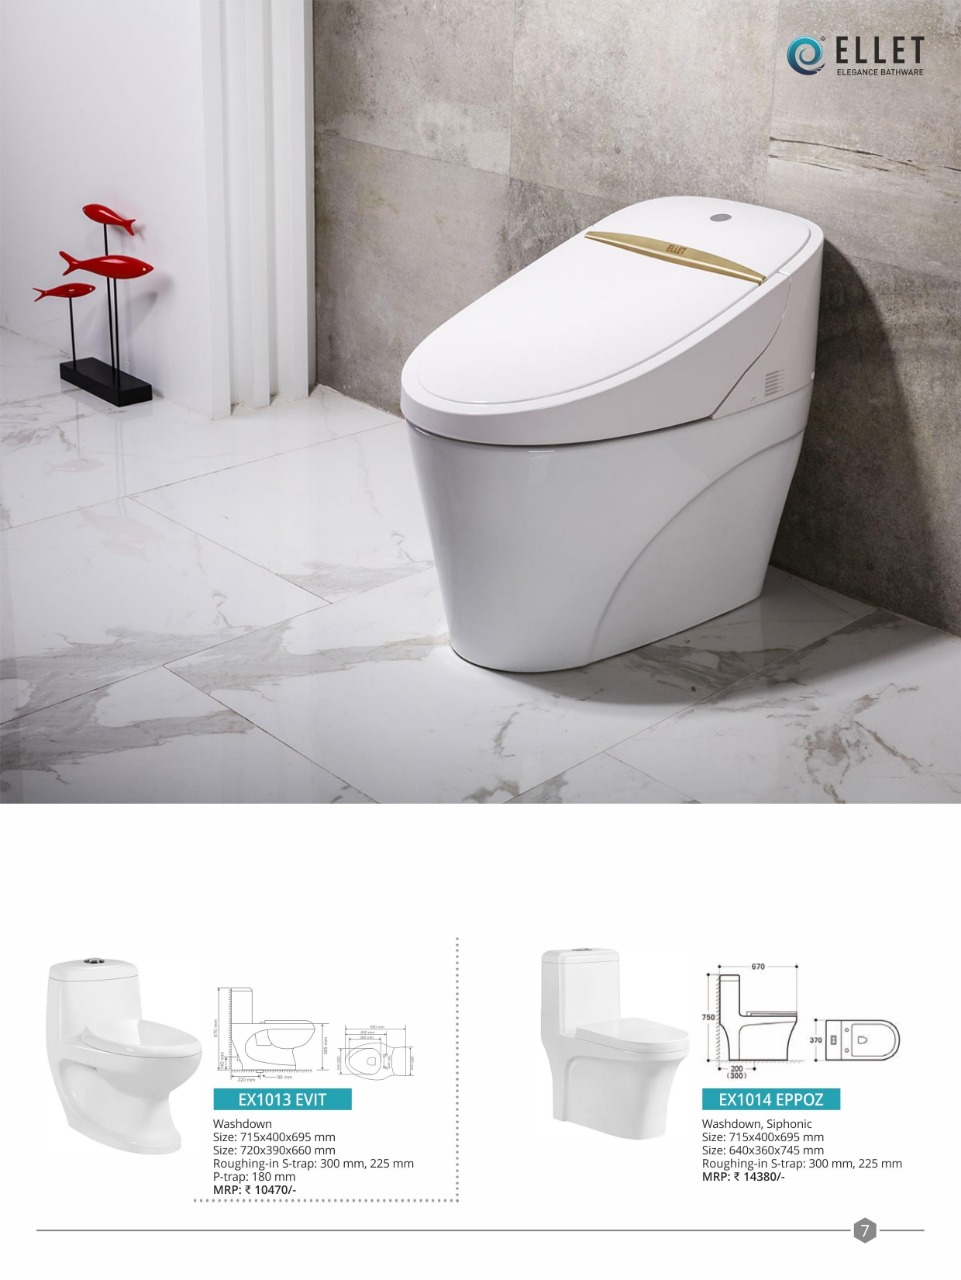 ELLET
ELEGANCE BATHWARE
ELLET
670
750
370
200
(300)
220 mm
EX1013 EVIT
Washdown
Size: 715x400x695 mm
Size: 720x390x660 mm
Roughing-in S-trap: 300 mm, 225 mm
P-trap: 180 mm
MRP: ₹ 10470/-
EX1014 EPPOZ
Washdown, Siphonic
Size: 715x400x695 mm
Size: 640x360x745 mm
Roughing-in S-trap: 300 mm, 225 mm
MRP: ₹ 14380/-
7